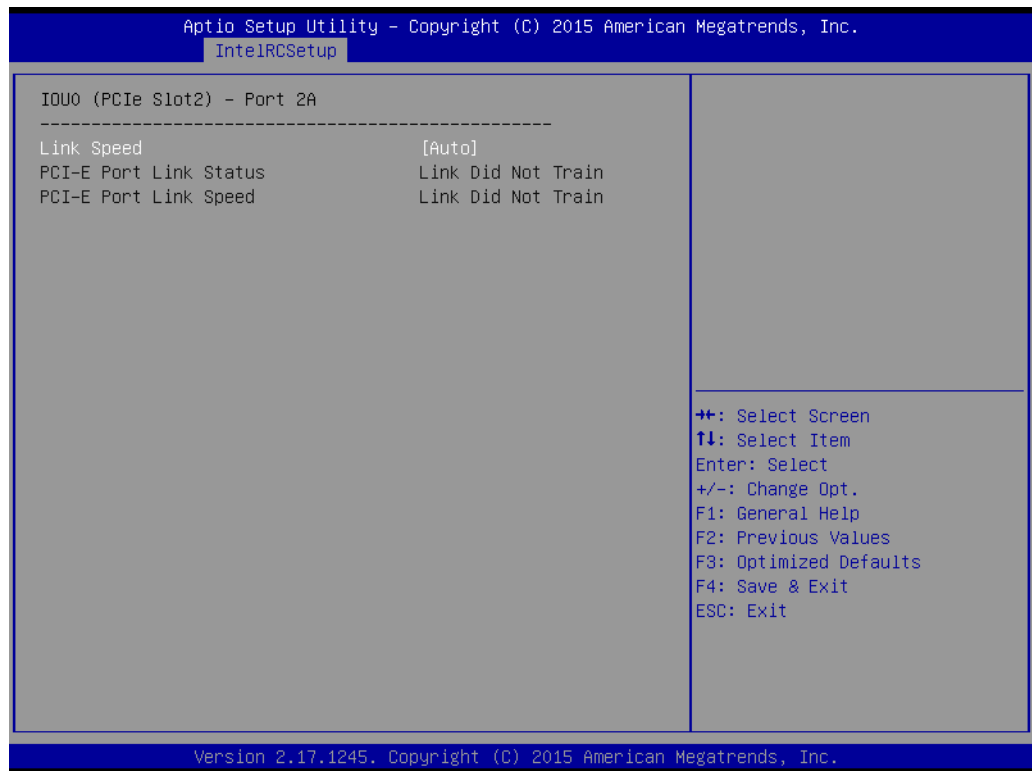 Aptio Setup Utility – Copyright (C) 2015 American Megatrends, Inc.
IntelRCSetup
IOU0 (PCIe Slot2) – Port 2A
--------------------------------------------------
Link Speed [Auto]
PCI-E Port Link Status Link Did Not Train
PCI-E Port Link Speed Link Did Not Train
→←: Select Screen
↑↓: Select Item
Enter: Select
+/-: Change Opt.
F1: General Help
F2: Previous Values
F3: Optimized Defaults
F4: Save & Exit
ESC: Exit
Version 2.17.1245. Copyright (C) 2015 American Megatrends, Inc.